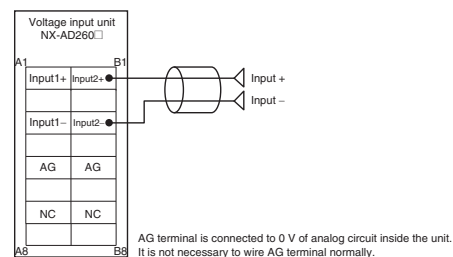 Voltage input unit
NX-AD260□
A1 B1
Input1+ Input2+ Input +
Input −
Input1− Input2−
AG AG
NC NC
A8 B8
AG terminal is connected to 0 V of analog circuit inside the unit.
It is not necessary to wire AG terminal normally.